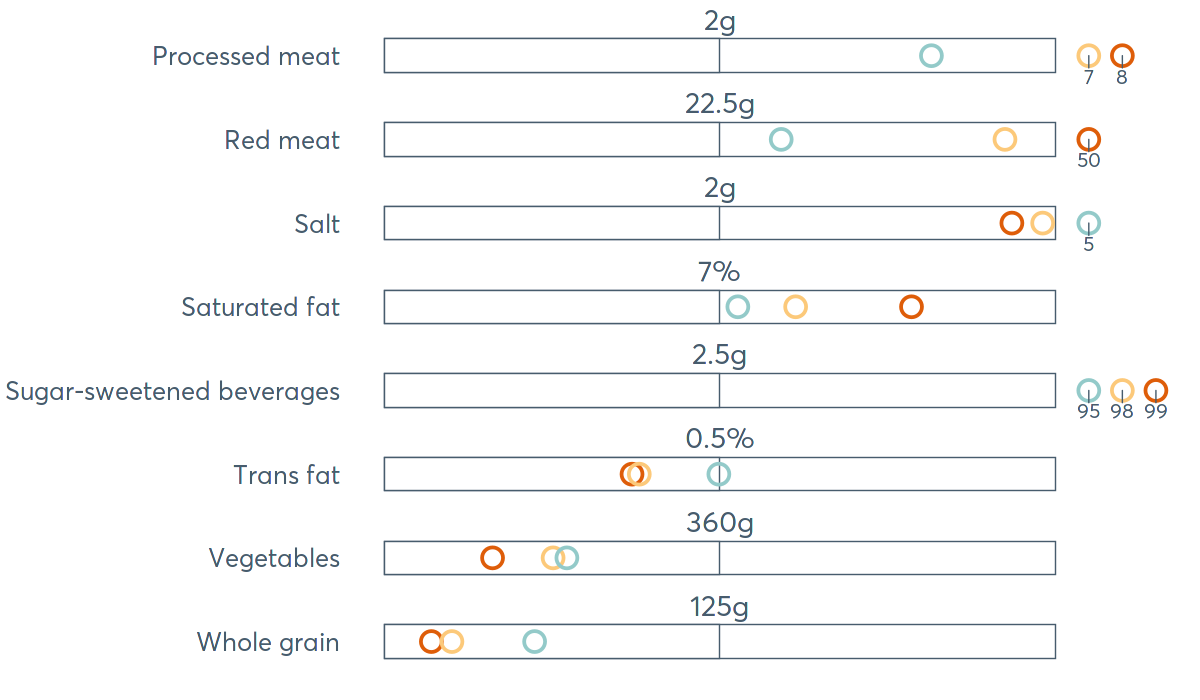 2g
Processed meat
7 8
22.5g
Red meat
50
2g
Salt
5
7%
Saturated fat
2.5g
Sugar-sweetened beverages
95 98 99
0.5%
Trans fat
360g
Vegetables
125g
Whole grain